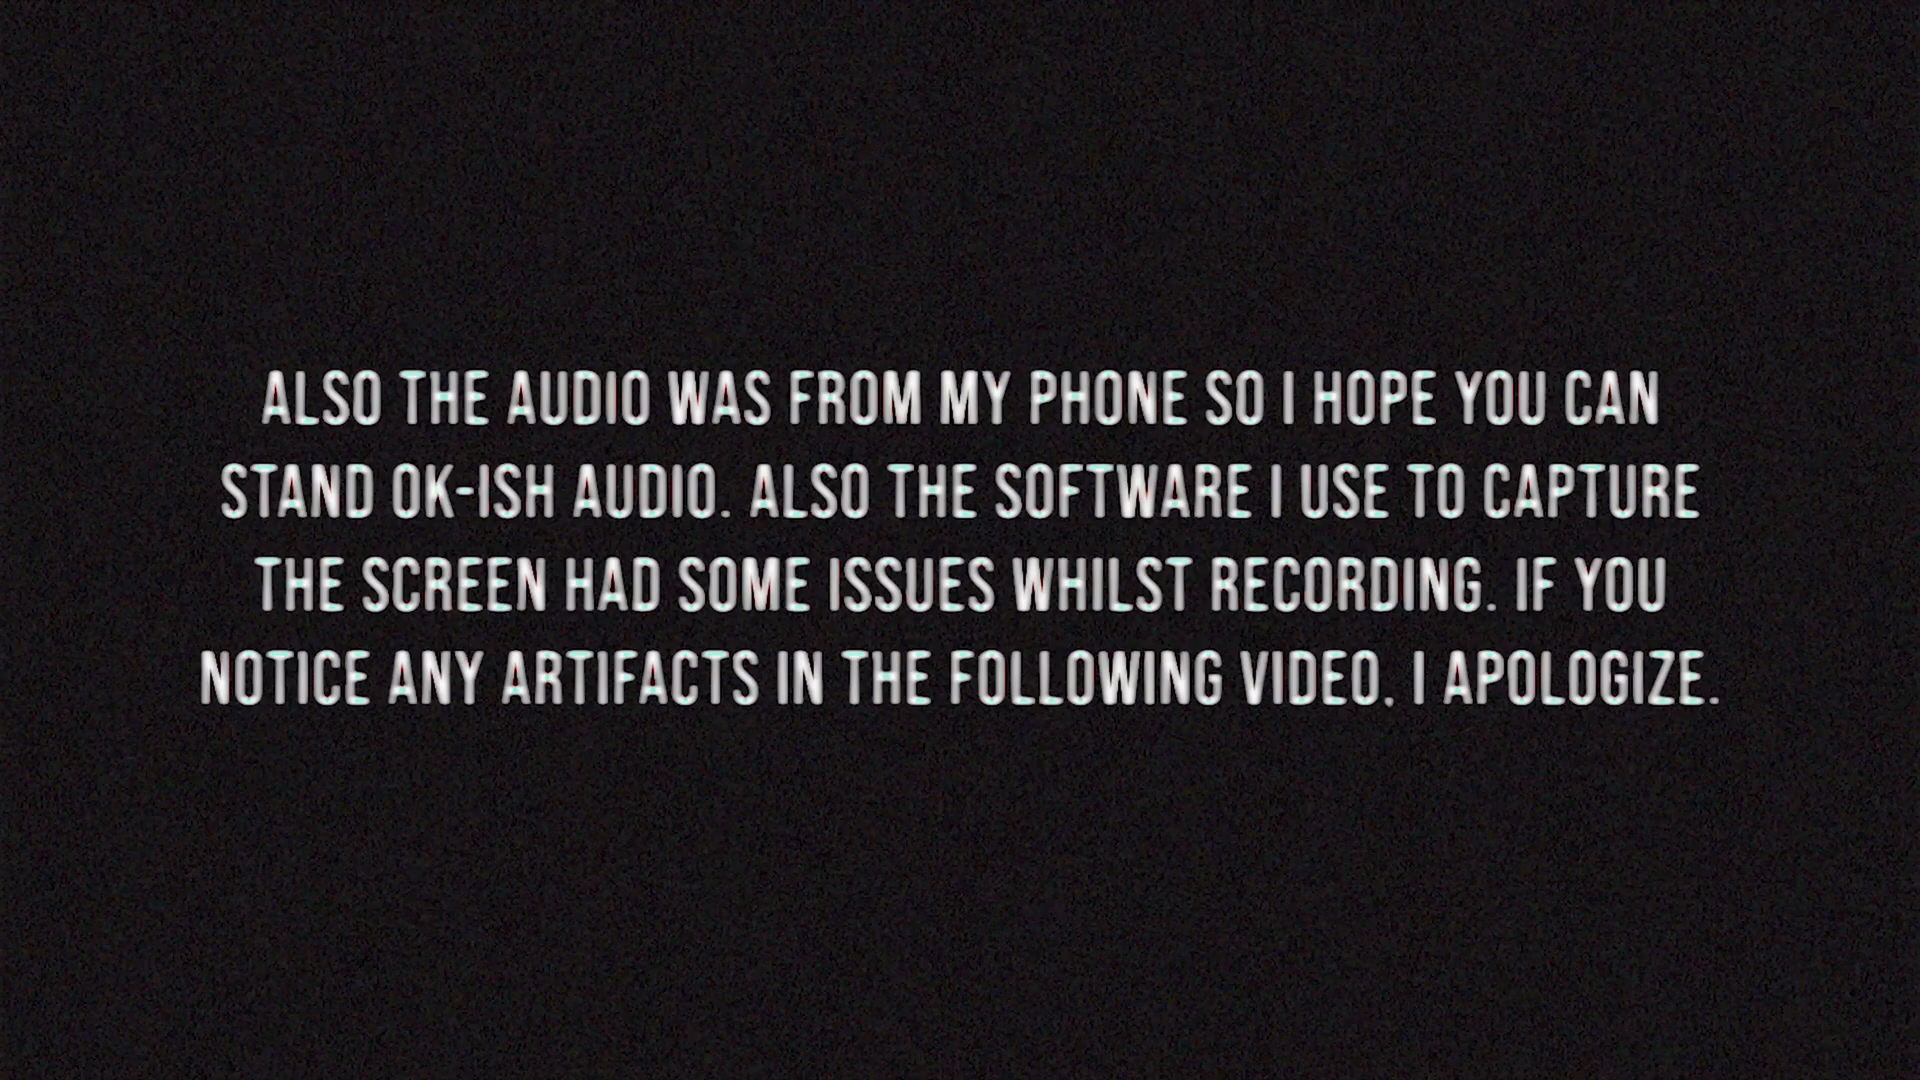 ALSO THE AUDIO WAS FROM MY PHONE SO I HOPE YOU CAN
STAND OK-ISH AUDIO. ALSO THE SOFTWARE I USE TO CAPTURE
THE SCREEN HAD SOME ISSUES WHILST RECORDING. IF YOU
NOTICE ANY ARTIFACTS IN THE FOLLOWING VIDEO, I APOLOGIZE.